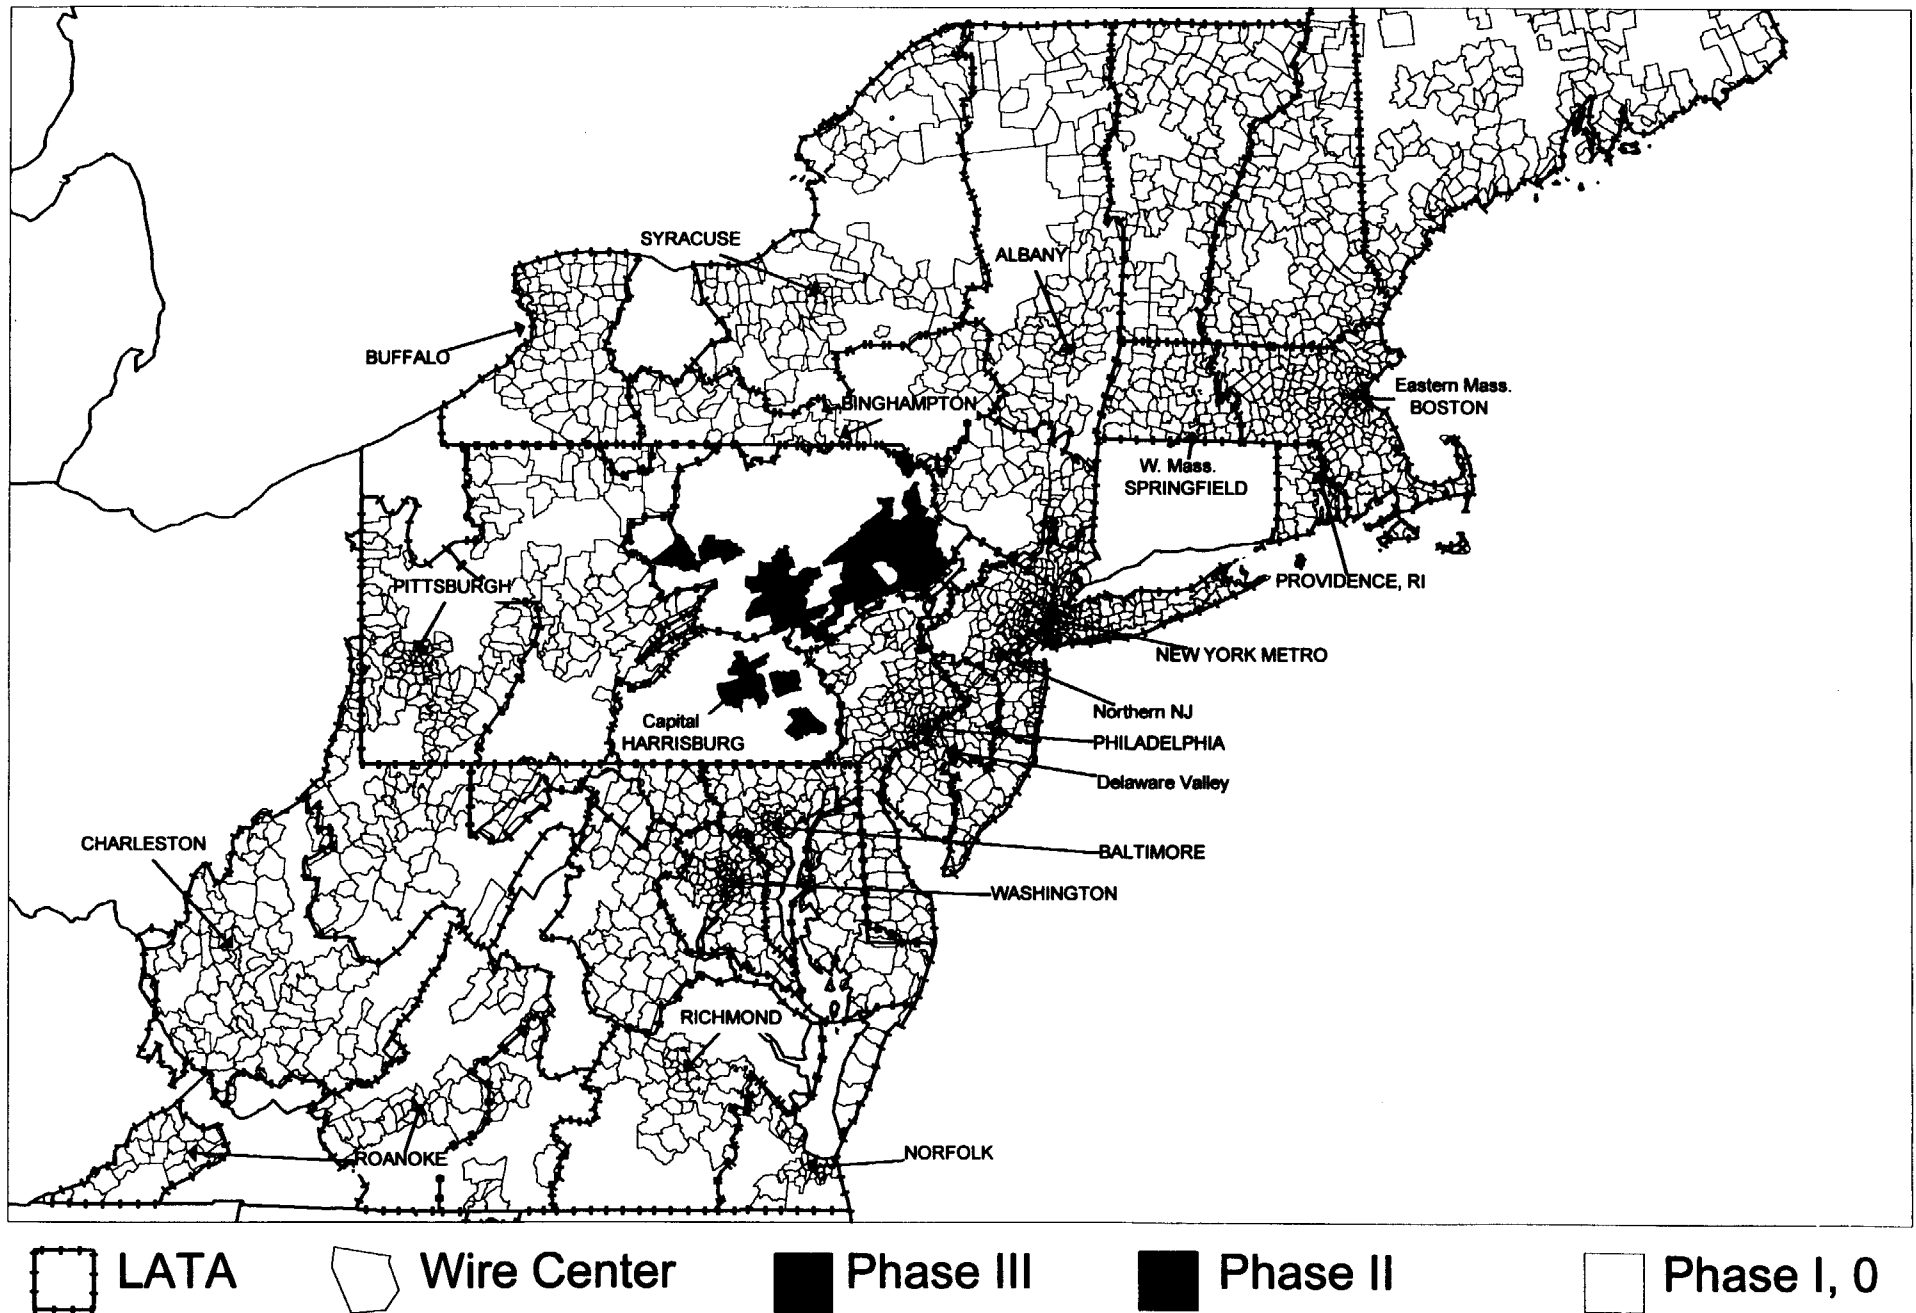 SYRACUSE
ALBANY
BUFFALO
Eastern Mass.
BOSTON
BINGHAMPTON
W. Mass.
SPRINGFIELD
PITTSBURGH
PROVIDENCE, RI
NEW YORK METRO
Northern NJ
Capital
HARRISBURG
PHILADELPHIA
Delaware Valley
CHARLESTON
BALTIMORE
WASHINGTON
RICHMOND
ROANOKE
NORFOLK
LATA
Wire Center
Phase III
Phase II
Phase I, 0